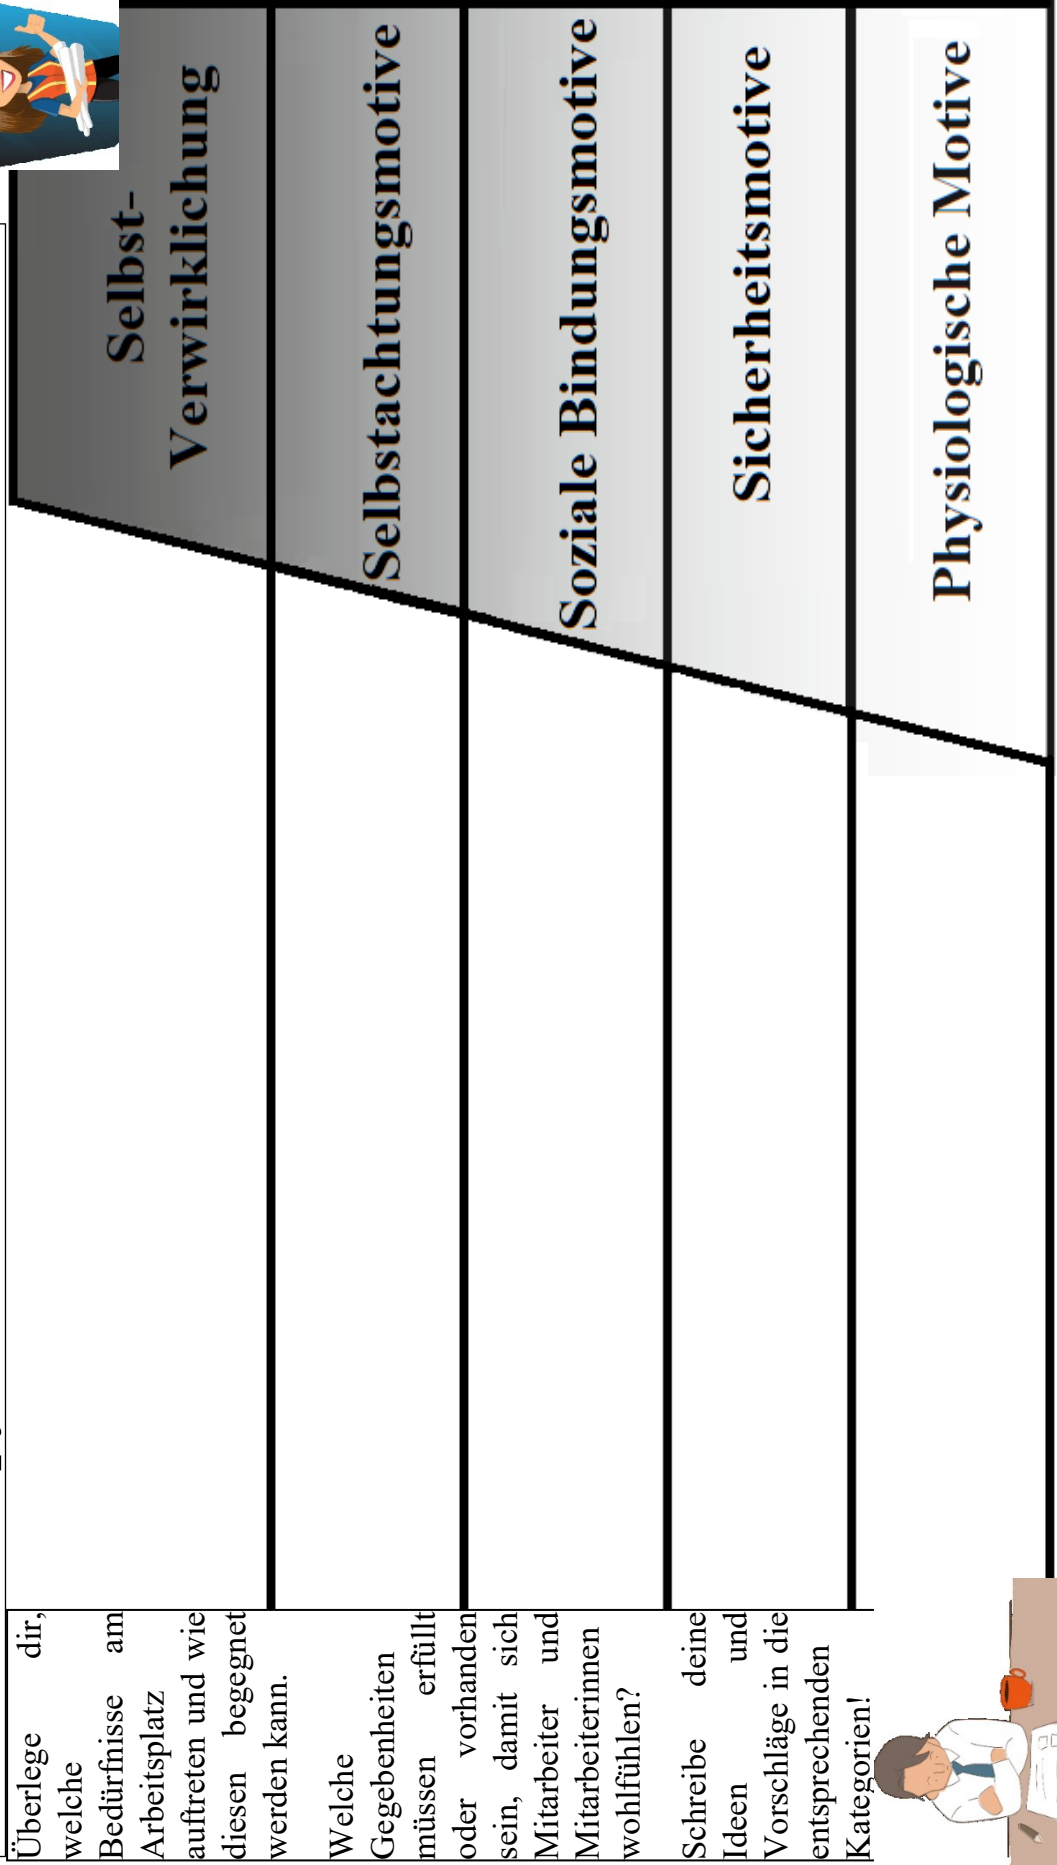 Überlege dir,
welche
Bedürfnisse am
Arbeitsplatz
auftreten und wie
diesen begegnet
werden kann.
Welche
Gegebenheiten
müssen erfüllt
oder vorhanden
sein, damit sich
Mitarbeiter und
Mitarbeiterinnen
wohlfühlen?
Schreibe deine
Ideen und
Vorschläge in die
entsprechenden
Kategorien!
Selbst-
Verwirklichung
Selbstachtungsmotive
Soziale Bindungsmotive
Sicherheitsmotive
Physiologische Motive